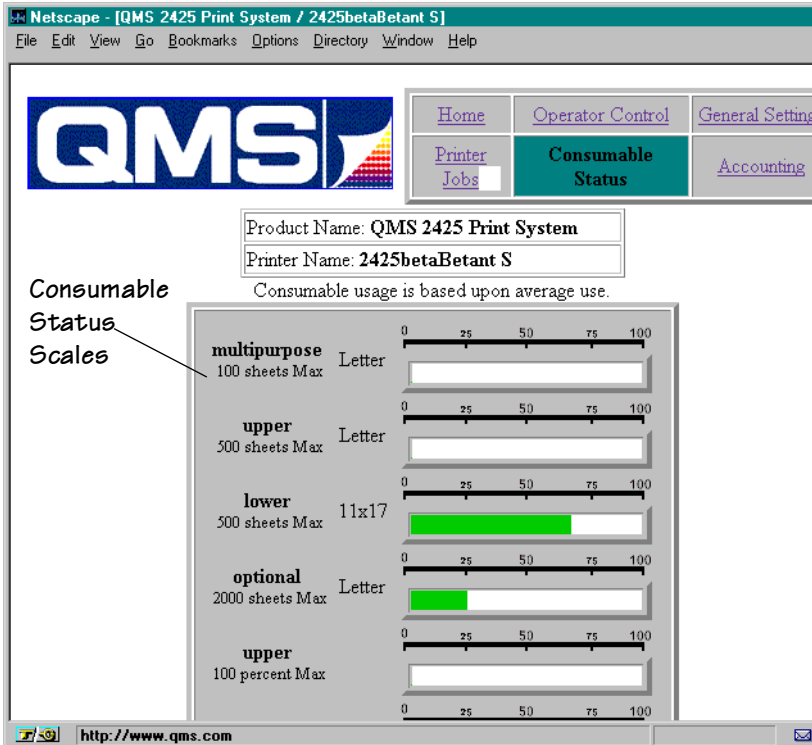 Netscape - [QMS 2425 Print System / 2425betaBetant S]
File Edit View Go Bookmarks Options Directory Window Help
QMS
Home Operator Control General Setting
Printer Jobs Consumable Status Accounting
Product Name: QMS 2425 Print System
Printer Name: 2425betaBetant S
Consumable usage is based upon average use.
Consumable
Status
Scales
0 25 50 75 100
multipurpose
100 sheets Max
Letter
0 25 50 75 100
upper
500 sheets Max
Letter
0 25 50 75 100
lower
500 sheets Max
11x17
0 25 50 75 100
optional
2000 sheets Max
Letter
0 25 50 75 100
upper
100 percent Max
0 25 50 75 100
http://www.qms.com